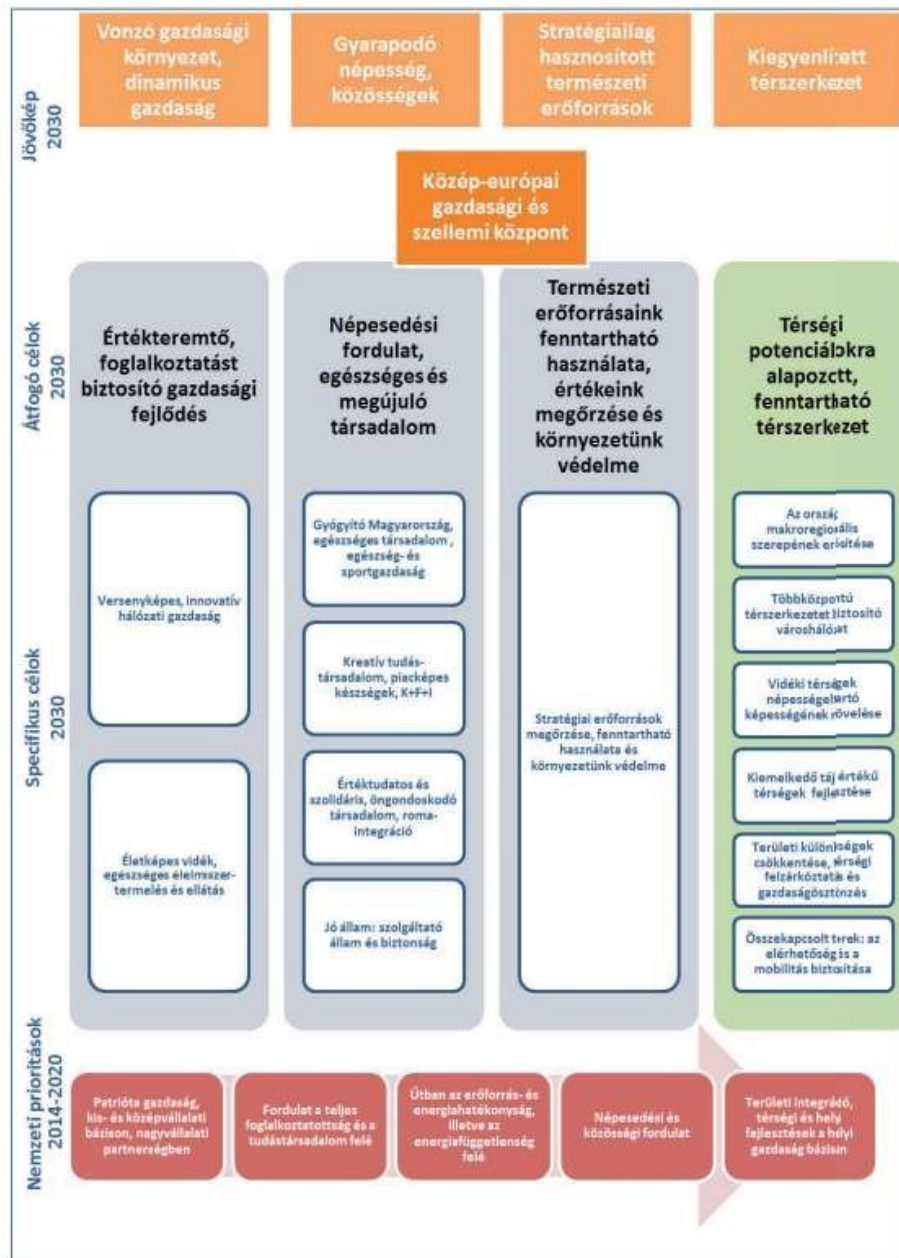 Jövőkép
2030
Vonzó gazdasági
környezet,
dinamikus
gazdaság
Gyarapodó
népesség,
közösségek
Stratégiailag
hasznosított
természeti
erőforrások
Kiegyenlített
térszerkezet
Közép-európai
gazdasági és
szellemi központ
Átfogó célok
2030
Értékteremtő,
foglalkoztatást
biztosító gazdasági
fejlődés
Népesedési
fordulat,
egészséges és
megújuló
társadalom
Természeti
erőforrásaink
fenntartható
használata,
értékeink
megőrzése és
környezetünk
védelme
Térségi
potenciálokra
alapozott,
fenntartható
térszerkezet
Specifikus célok
2030
Versenyképes, innovatív
hálózati gazdaság
Életképes vidék,
egészséges élelmiszer-
termelés és ellátás
Gyógyító Magyarország,
egészséges társadalom ,
egészség- és
sportgazdaság
Kreatív tudás-
társadalom, piacképes
készségek, K+F+I
Értéktudatos és
szolidáris, öngondoskodó
társadalom, roma-
integráció
Jó állam: szolgáltató
állam és biztonság
Stratégiai erőforrások
megőrzése, fenntartható
használata és
környezetünk védelme
Az ország
makroregionális
szerepének erősítése
Többközpontú
térszerkezetet biztosító
városhálózat
Vidéki térségek
népességeltartó
képességének növelése
Kiemelkedő táji értékű
térségek fejlesztése
Területi különbségek
csökkentése, térségi
felzárkóztatás és
gazdaságösztönzés
Összekapcsolt terek: az
elérhetőség és a
mobilitás biztosítása
Nemzeti prioritások
2014-2020
Patrióta gazdaság,
kis- és középvállalati
bázison, nagyvállalati
partnerségben
Fordulat a teljes
foglalkoztatottság és a
tudástársadalom felé
Útban az erőforrás- és
energiahatékonyság,
illetve az
energiafüggetlenség
felé
Népesedési és
közösségi fordulat
Területi integráció,
térségi és helyi
fejlesztések a helyi
gazdaság bázisán